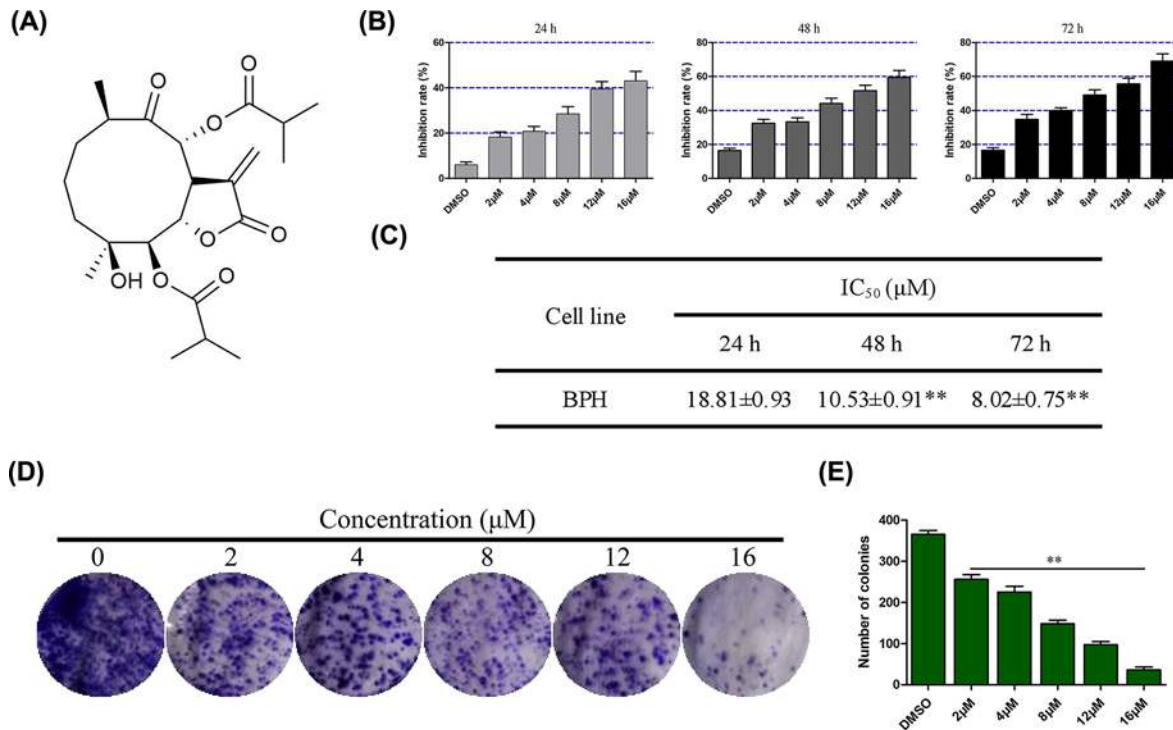 (A)
O
O
O
O
O
OH
O
O
(B)
24 h
Inhibition rate (%)
60
40
20
0
DMSO
2μM
4μM
8μM
12μM
16μM
48 h
Inhibition rate (%)
80
60
40
20
0
DMSO
2μM
4μM
8μM
12μM
16μM
72 h
Inhibition rate (%)
80
60
40
20
0
DMSO
2μM
4μM
8μM
12μM
16μM
(C)
Cell line
IC50 (μM)
24 h 48 h 72 h
BPH 18.81±0.93 10.53±0.91** 8.02±0.75**
(D)
Concentration (μM)
0 2 4 8 12 16
(E)
Number of colonies
400
300
200
100
0
**
DMSO
2μM
4μM
8μM
12μM
16μM